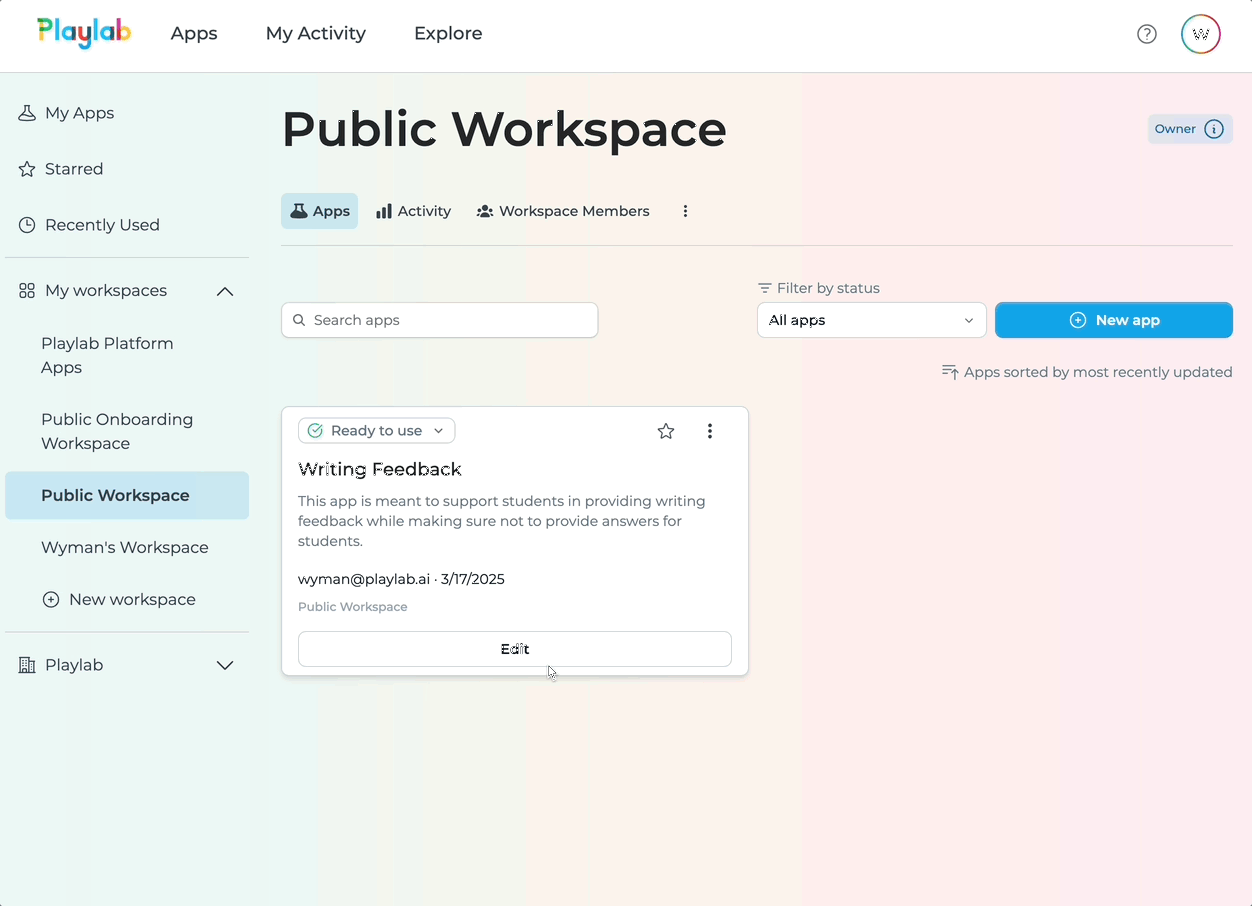 Playlab
Apps
My Activity
Explore
?
W
My Apps
Starred
Recently Used
My workspaces
Playlab Platform
Apps
Public Onboarding
Workspace
Public Workspace
Wyman's Workspace
New workspace
Playlab
Public Workspace
Owner i
Apps
Activity
Workspace Members
Filter by status
Search apps
All apps
New app
Apps sorted by most recently updated
Ready to use
Writing Feedback
This app is meant to support students in providing writing
feedback while making sure not to provide answers for
students.
wyman@playlab.ai · 3/17/2025
Public Workspace
Edit